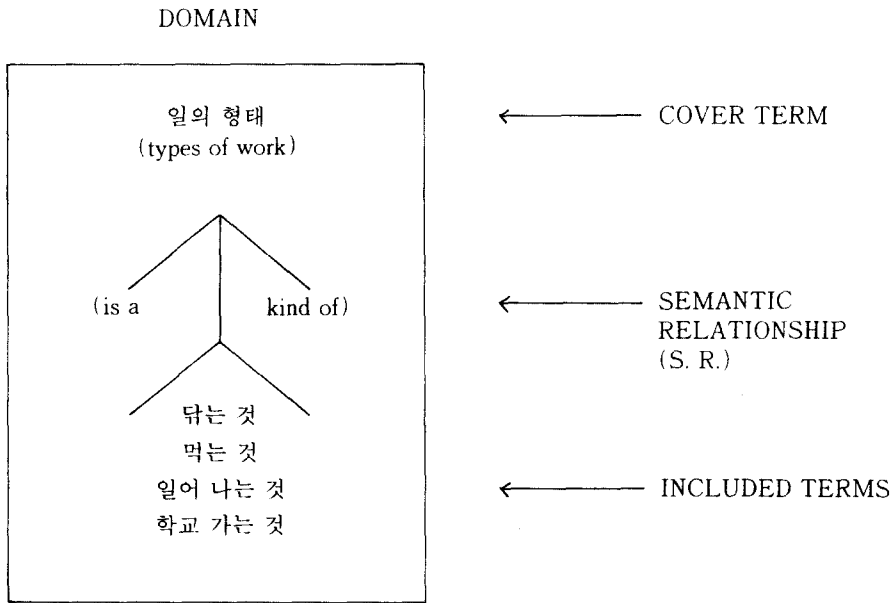 DOMAIN
일의 형태
(types of work)
COVER TERM
(is a kind of)
SEMANTIC
RELATIONSHIP
(S. R.)
닦는 것
먹는 것
일어 나는 것
학교 가는 것
INCLUDED TERMS